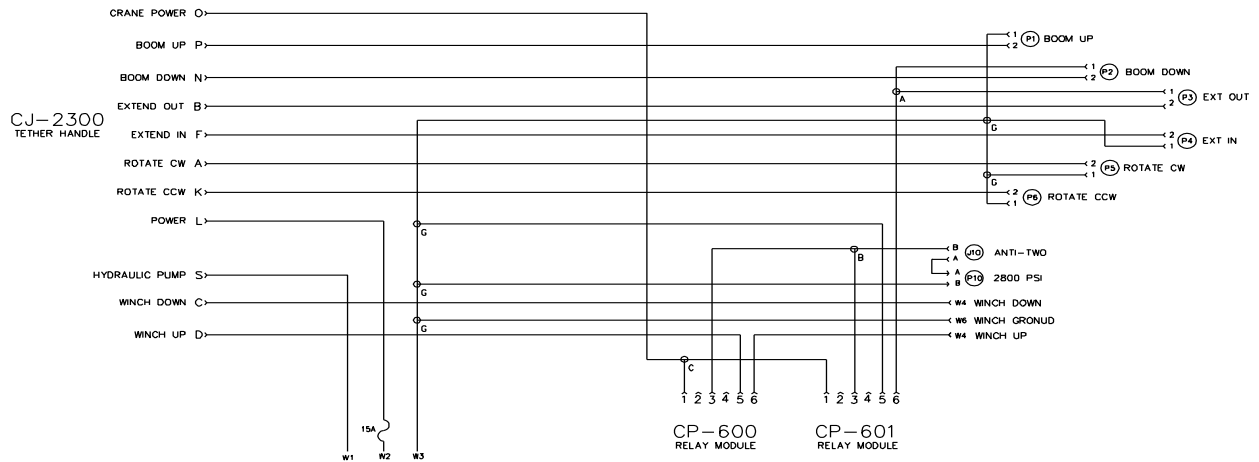 CRANE POWER O
BOOM UP P
BOOM DOWN N
EXTEND OUT B
CJ-2300
TETHER HANDLE
EXTEND IN F
ROTATE CW A
ROTATE CCW K
POWER L
HYDRAULIC PUMP S
WINCH DOWN C
WINCH UP D
1 P1 BOOM UP
2
1 P2 BOOM DOWN
2
A
1 P3 EXT OUT
2
G
2 P4 EXT IN
1
2 P5 ROTATE CW
1
G
2 P6 ROTATE CCW
1
G
B
B J10 ANTI-TWO
A
A P10 2800 PSI
B
G
W4 WINCH DOWN
G
W6 WINCH GRONUD
W4 WINCH UP
C
1 2 3 4 5 6
1 2 3 4 5 6
CP-600
RELAY MODULE
CP-601
RELAY MODULE
15A
W1 W2 W3